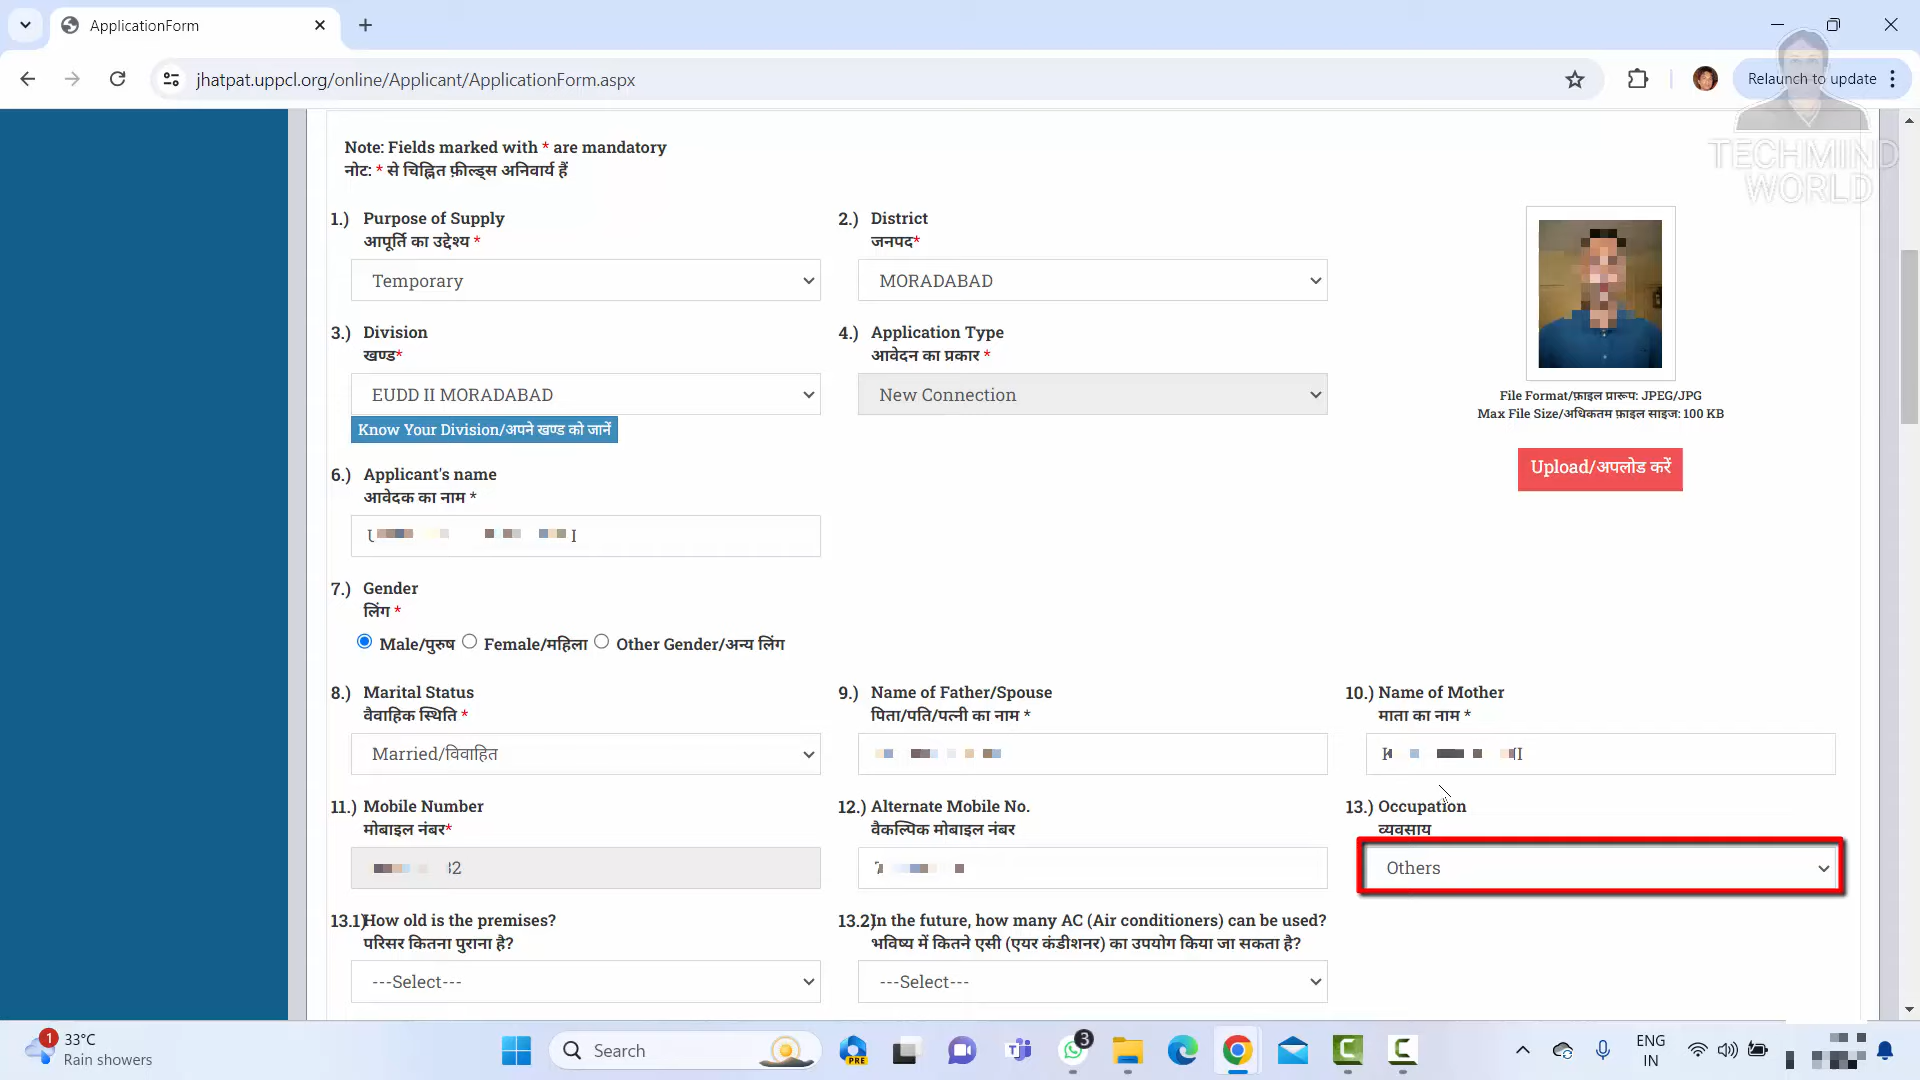 ApplicationForm
jhatpat.uppcl.org/online/Applicant/ApplicationForm.aspx
Relaunch to update
TECHMIND
WORLD
Note: Fields marked with * are mandatory
नोट: * से चिह्नित फ़ील्ड्स अनिवार्य हैं
1.) Purpose of Supply
आपूर्ति का उद्देश्य *
Temporary
2.) District
जनपद*
MORADABAD
3.) Division
खण्ड*
EUDD II MORADABAD
Know Your Division/अपने खण्ड को जानें
4.) Application Type
आवेदन का प्रकार *
New Connection
File Format/फ़ाइल प्रारूप: JPEG/JPG
Max File Size/अधिकतम फ़ाइल साइज: 100 KB
Upload/अपलोड करें
6.) Applicant's name
आवेदक का नाम *
7.) Gender
लिंग *
Male/पुरुष Female/महिला Other Gender/अन्य लिंग
8.) Marital Status
वैवाहिक स्थिति *
Married/विवाहित
9.) Name of Father/Spouse
पिता/पति/पत्नी का नाम *
10.) Name of Mother
माता का नाम *
11.) Mobile Number
मोबाइल नंबर*
32
12.) Alternate Mobile No.
वैकल्पिक मोबाइल नंबर
13.) Occupation
व्यवसाय
Others
13.1) How old is the premises?
परिसर कितना पुराना है?
---Select---
13.2) In the future, how many AC (Air conditioners) can be used?
भविष्य में कितने एसी (एयर कंडीशनर) का उपयोग किया जा सकता है?
---Select---
1
33°C
Rain showers
Search
PRE
3
ENG
IN